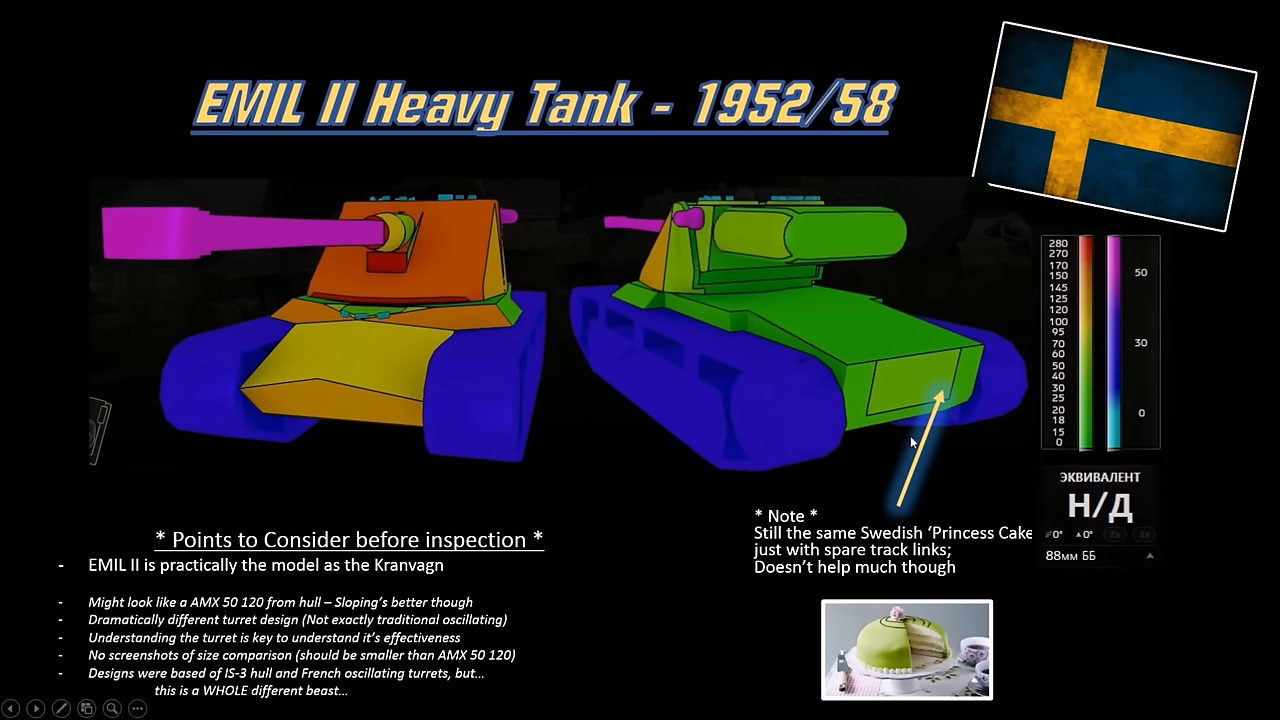 EMIL II Heavy Tank - 1952/58
280
270
170
150
145
125
120
100
95
70
60
50
40
30
25
20
18
15
0
50
30
0
ЭКВИВАЛЕНТ
Н/Д
0°
0°
2x
3x
88мм ББ
* Note *
Still the same Swedish ‘Princess Cake
just with spare track links;
Doesn’t help much though
* Points to Consider before inspection *
- EMIL II is practically the model as the Kranvagn
- Might look like a AMX 50 120 from hull – Sloping’s better though
- Dramatically different turret design (Not exactly traditional oscillating)
- Understanding the turret is key to understand it’s effectiveness
- No screenshots of size comparison (should be smaller than AMX 50 120)
- Designs were based of IS-3 hull and French oscillating turrets, but...
this is a WHOLE different beast...